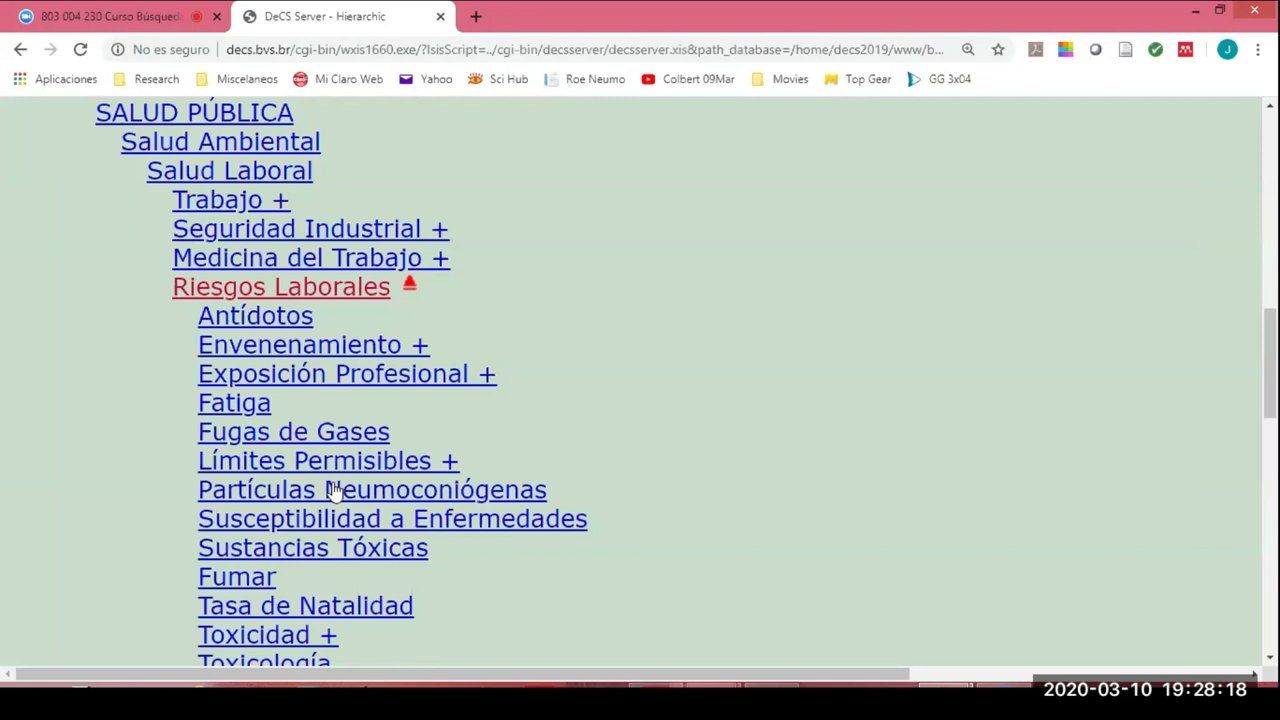 803 004 230 Curso Búsqued
DeCS Server - Hierarchic
No es seguro
decs.bvs.br/cgi-bin/wxis1660.exe/?IsisScript=../cgi-bin/decsserver/decsserver.xis&path_database=/home/decs2019/www/b...
J
Aplicaciones
Research
Miscelaneos
Mi Claro Web
Yahoo
Sci Hub
Roe Neumo
Colbert 09Mar
Movies
Top Gear
GG 3x04
SALUD PÚBLICA
Salud Ambiental
Salud Laboral
Trabajo +
Seguridad Industrial +
Medicina del Trabajo +
Riesgos Laborales
Antídotos
Envenenamiento +
Exposición Profesional +
Fatiga
Fugas de Gases
Límites Permisibles +
Partículas Neumoconiógenas
Susceptibilidad a Enfermedades
Sustancias Tóxicas
Fumar
Tasa de Natalidad
Toxicidad +
Toxicología
2020-03-10 19:28:18